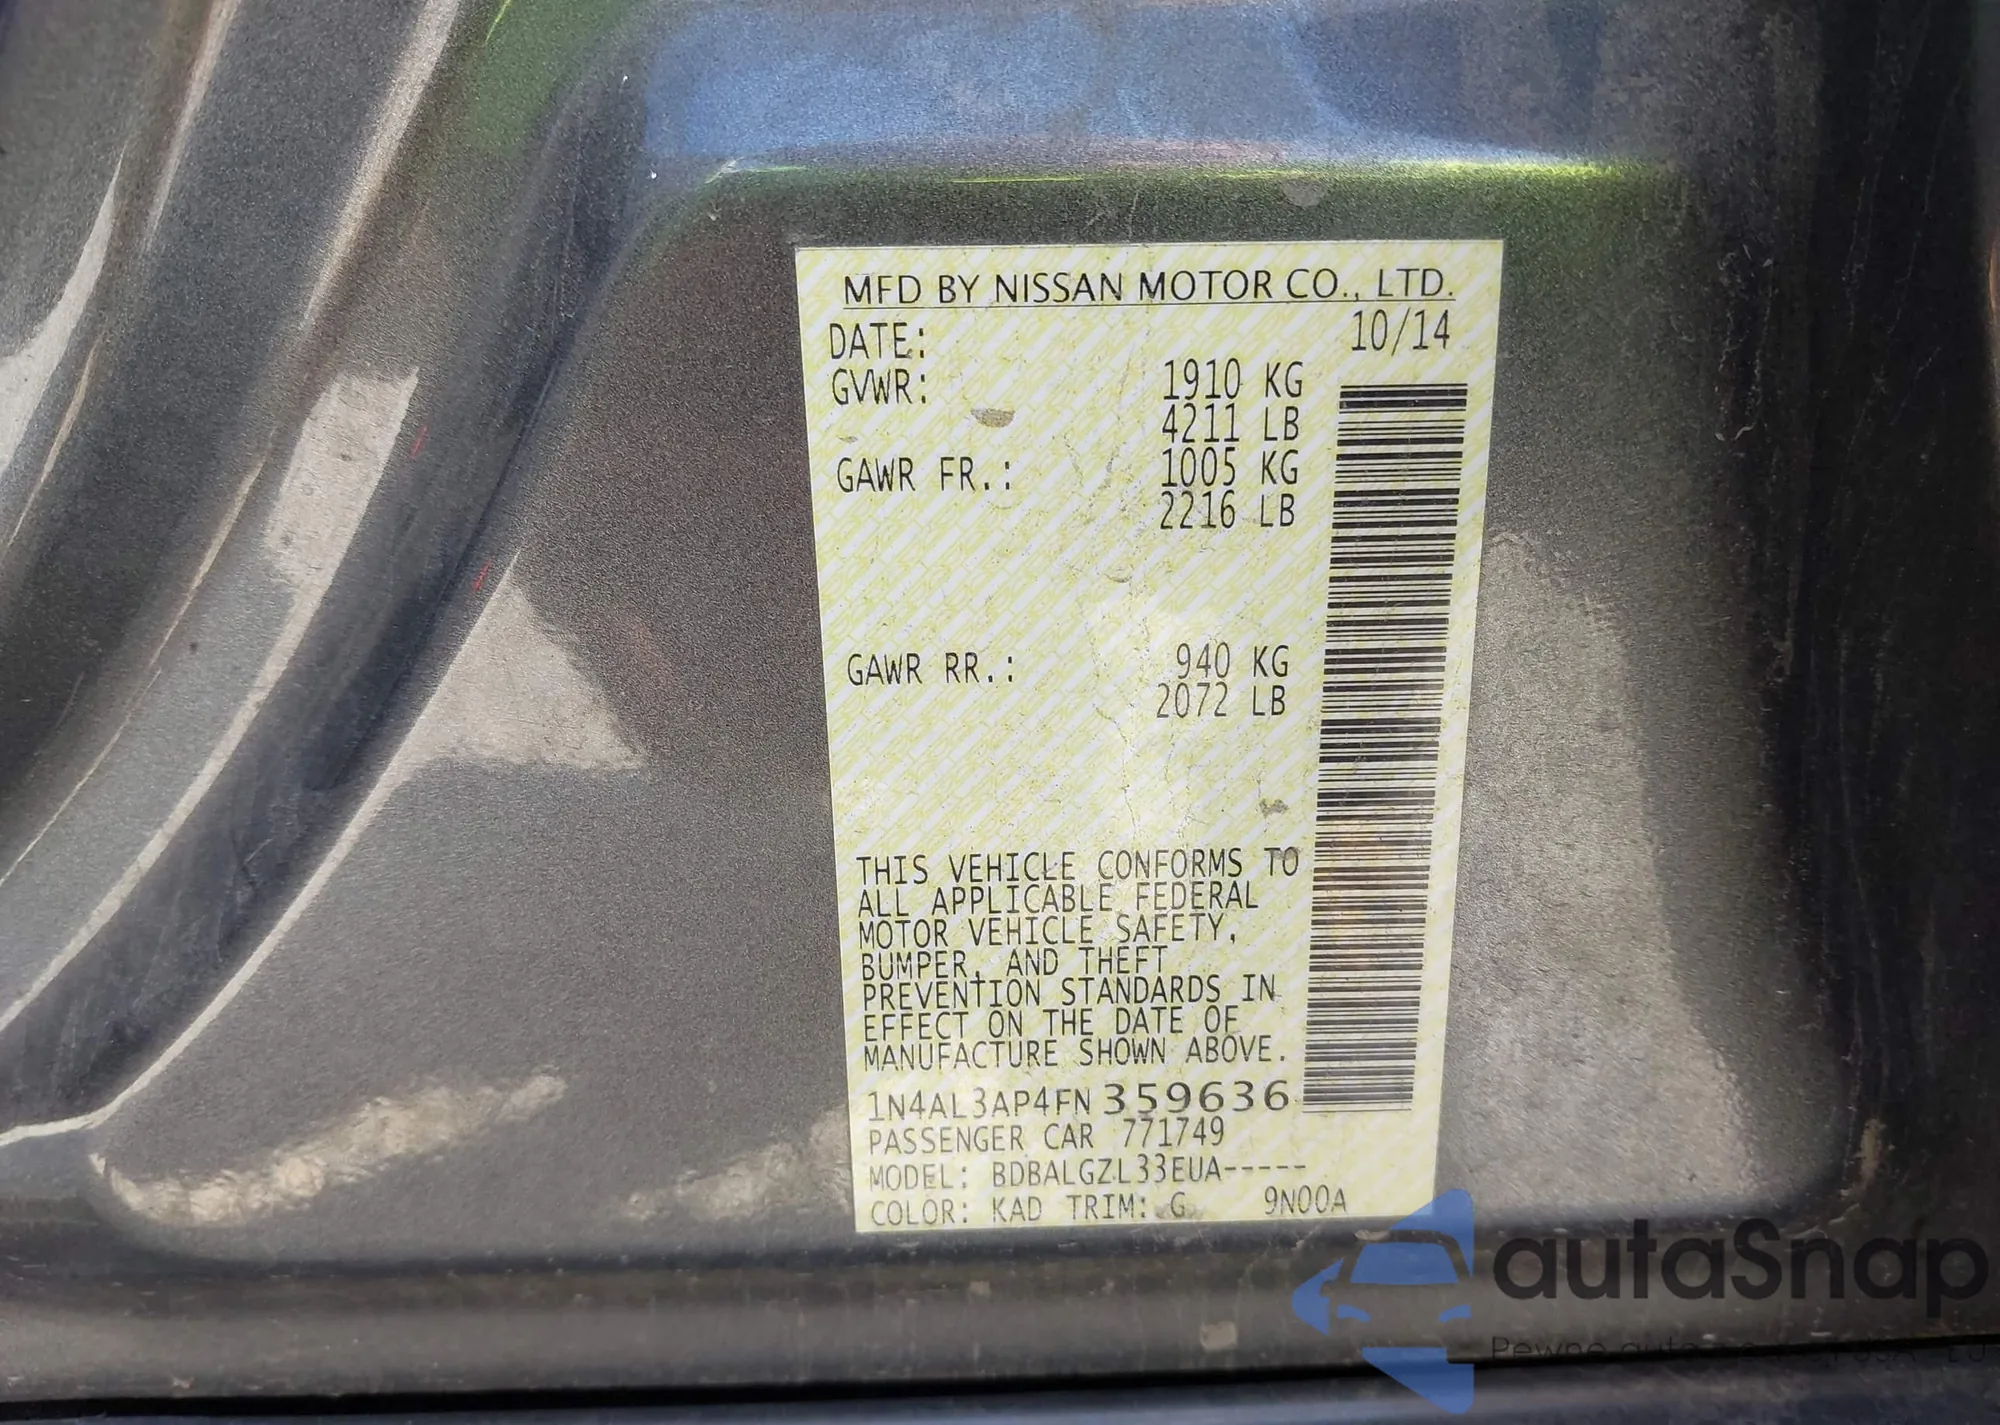 MFD BY NISSAN MOTOR CO., LTD.
DATE: 10/14
GVWR: 1910 KG
4211 LB
GAWR FR.: 1005 KG
2216 LB
GAWR RR.: 940 KG
2072 LB
THIS VEHICLE CONFORMS TO
ALL APPLICABLE FEDERAL
MOTOR VEHICLE SAFETY,
BUMPER, AND THEFT
PREVENTION STANDARDS IN
EFFECT ON THE DATE OF
MANUFACTURE SHOWN ABOVE.
1N4AL3AP4FN359636
PASSENGER CAR 771749
MODEL: BDBALGZL33EUA-----
COLOR: KAD TRIM: G 9N00A
autaSnap
Pewne auta